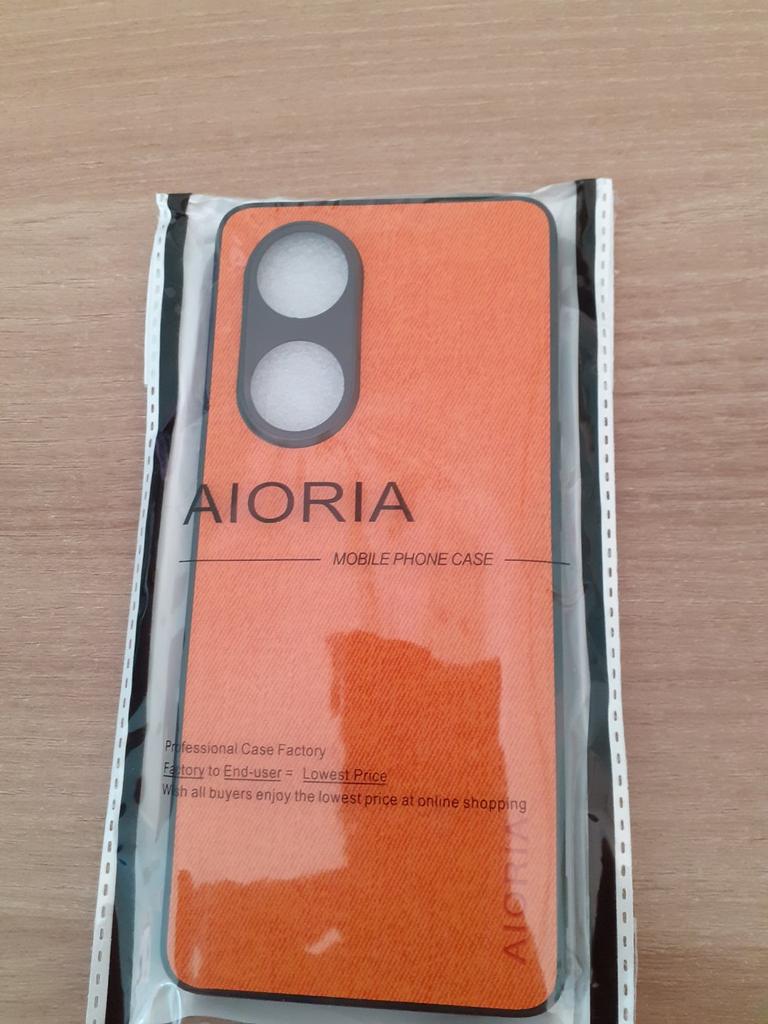 AIORIA
MOBILE PHONE CASE
Professional Case Factory
Factory to End-user = Lowest Price
Wish all buyers enjoy the lowest price at online shopping
AIORIA